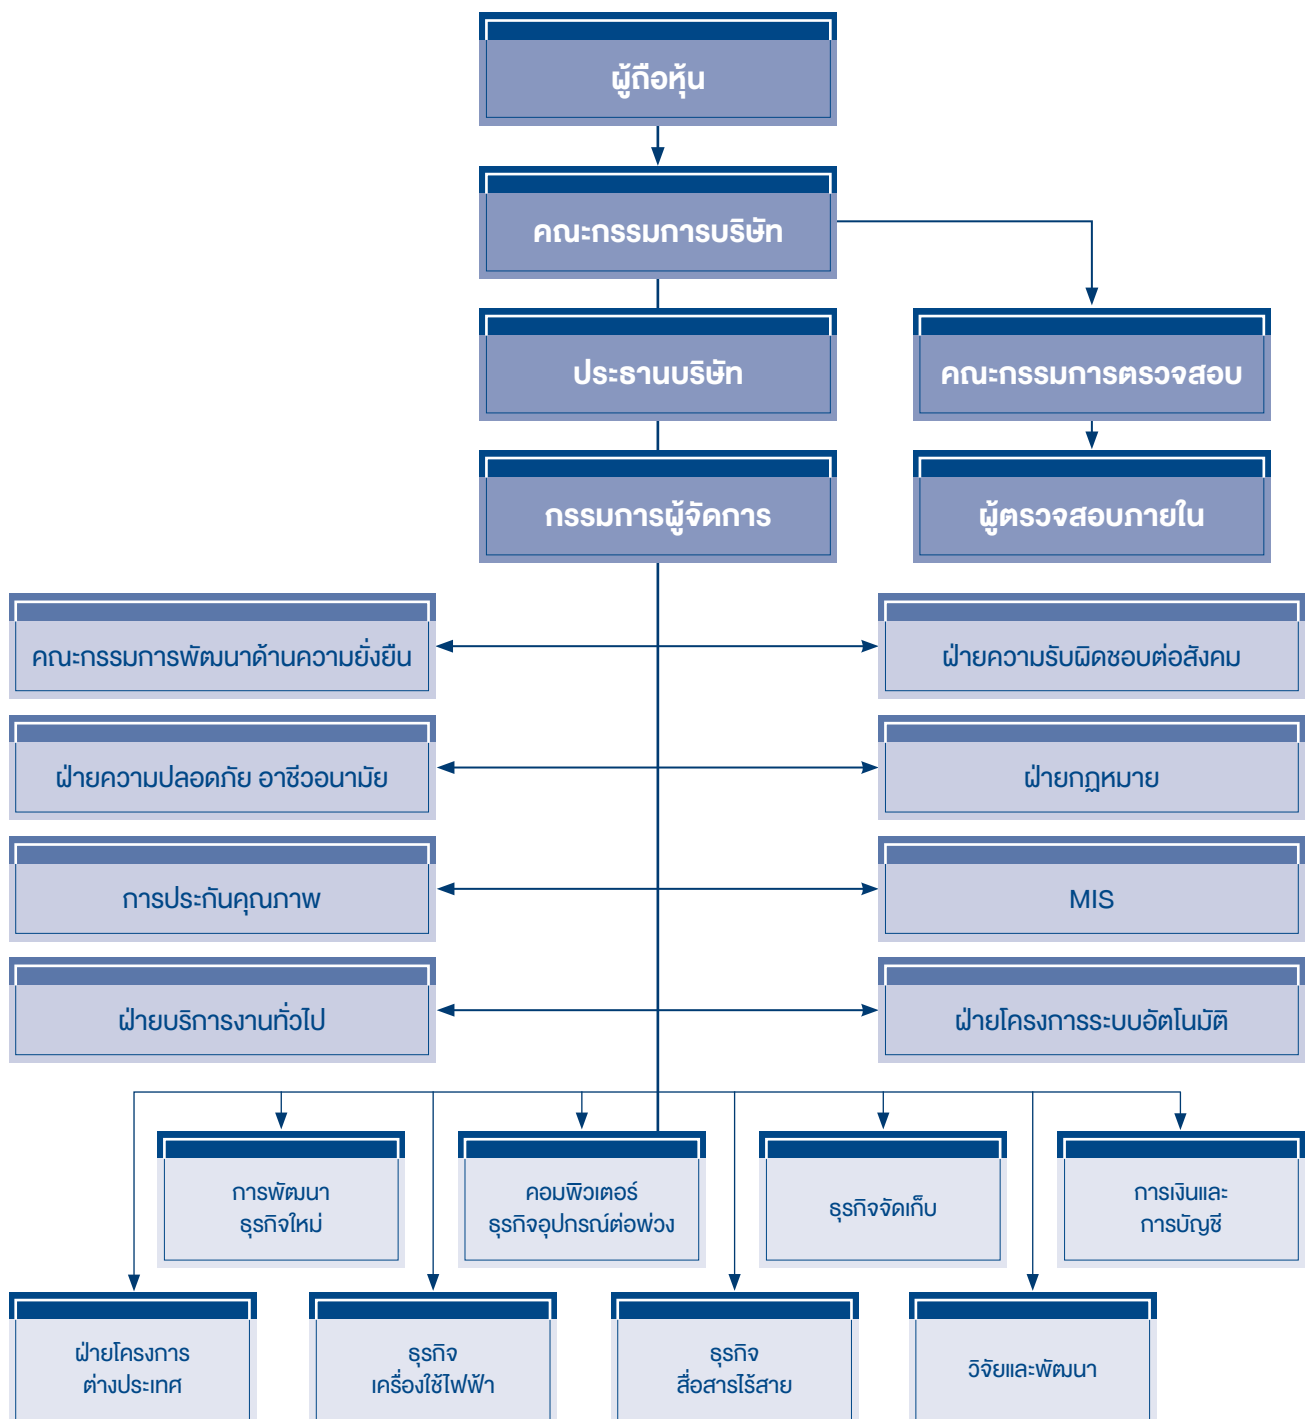 ผู้ถือหุ้น
คณะกรรมการบริษัท
ประธานบริษัท
คณะกรรมการตรวจสอบ
กรรมการผู้จัดการ
ผู้ตรวจสอบภายใน
คณะกรรมการพัฒนาด้านความยั่งยืน
ฝ่ายความรับผิดชอบต่อสังคม
ฝ่ายความปลอดภัย อาชีวอนามัย
ฝ่ายกฎหมาย
การประกันคุณภาพ
MIS
ฝ่ายบริการงานทั่วไป
ฝ่ายโครงการระบบอัตโนมัติ
การพัฒนา
ธุรกิจใหม่
คอมพิวเตอร์
ธุรกิจอุปกรณ์ต่อพ่วง
ธุรกิจจัดเก็บ
การเงินและ
การบัญชี
ฝ่ายโครงการ
ต่างประเทศ
ธุรกิจ
เครื่องใช้ไฟฟ้า
ธุรกิจ
สื่อสารไร้สาย
วิจัยและพัฒนา